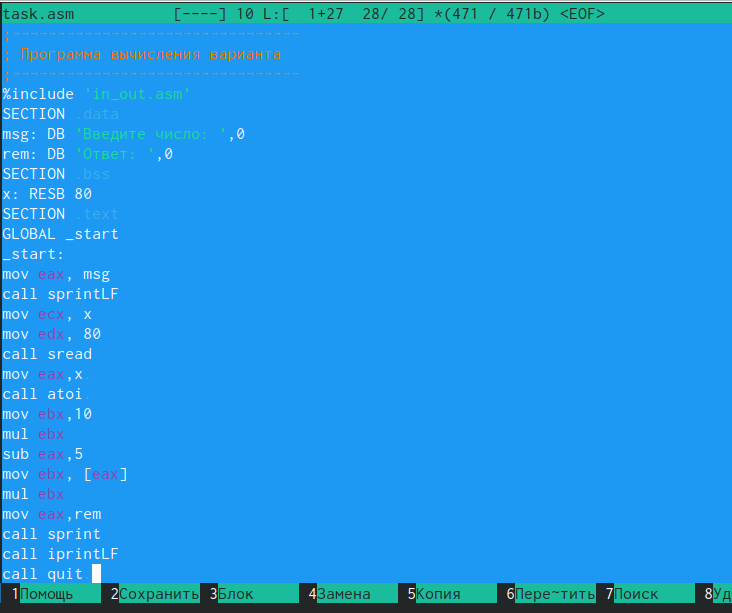 task.asm [----] 10 L:[ 1+27 28/ 28] *(471 / 471b) <EOF>
;--------------------------------
; Программа вычисления варианта
;--------------------------------
%include 'in_out.asm'
SECTION .data
msg: DB 'Введите число: ',0
rem: DB 'Ответ: ',0
SECTION .bss
x: RESB 80
SECTION .text
GLOBAL _start
_start:
mov eax, msg
call sprintLF
mov ecx, x
mov edx, 80
call sread
mov eax,x
call atoi
mov ebx,10
mul ebx
sub eax,5
mov ebx, [eax]
mul ebx
mov eax,rem
call sprint
call iprintLF
call quit
1Помощь 2Сохранить 3Блок 4Замена 5Копия 6Пере~тить 7Поиск 8Уд